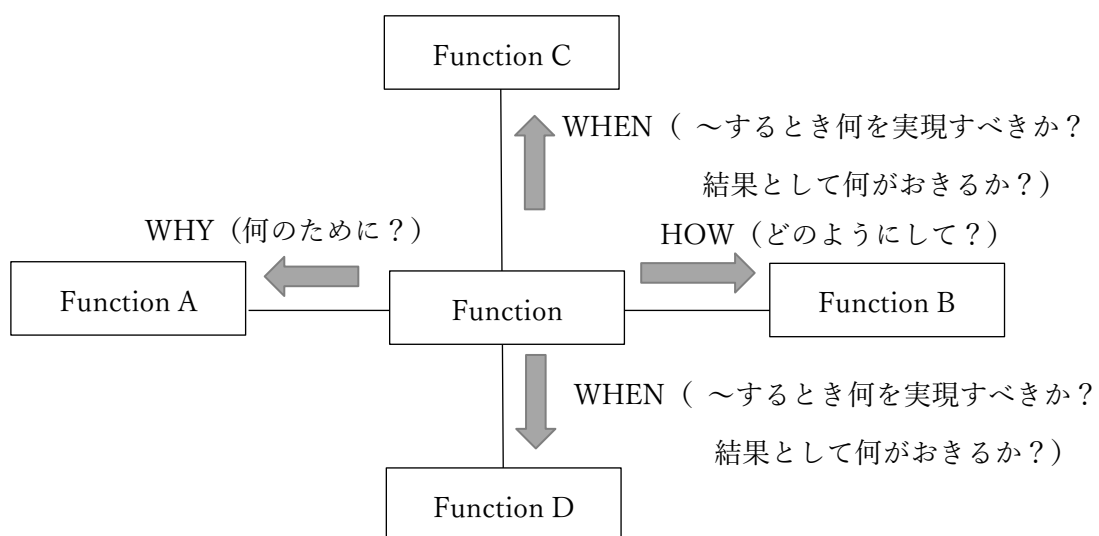 Function C
WHEN（ ～するとき何を実現すべきか？
結果として何がおきるか？）
WHY（何のために？）
HOW（どのようにして？）
Function A
Function
Function B
WHEN（ ～するとき何を実現すべきか？
結果として何がおきるか？）
Function D